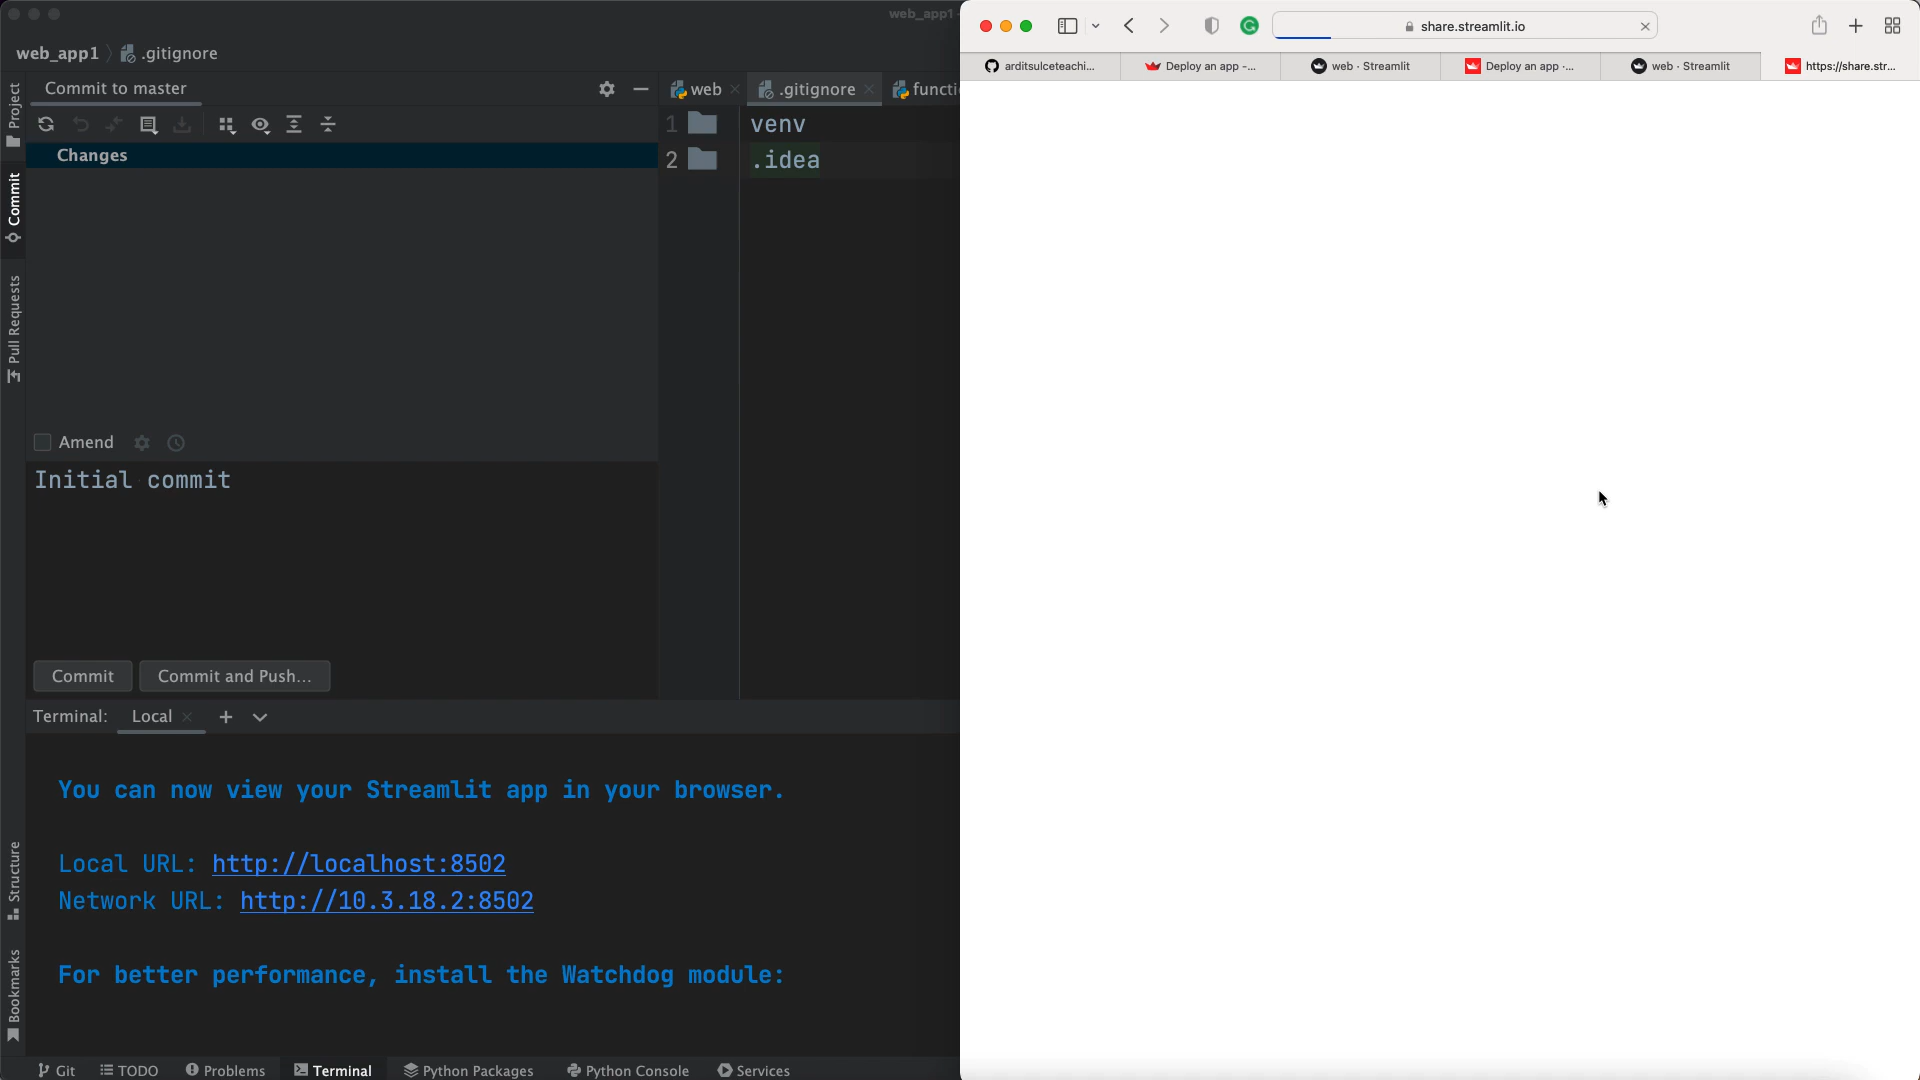 web_app1
web_app1 .gitignore
Project
Commit
Pull Requests
Structure
Bookmarks
Commit to master
Changes
Amend
Initial commit
Commit
Commit and Push...
web
.gitignore
1 venv
2 .idea
Terminal: Local
You can now view your Streamlit app in your browser.
Local URL: http://localhost:8502
Network URL: http://10.3.18.2:8502
For better performance, install the Watchdog module:
Git TODO Problems Terminal Python Packages Python Console Services
share.streamlit.io
arditsulceteachi...
Deploy an app -...
web · Streamlit
Deploy an app ·...
web · Streamlit
https://share.str...